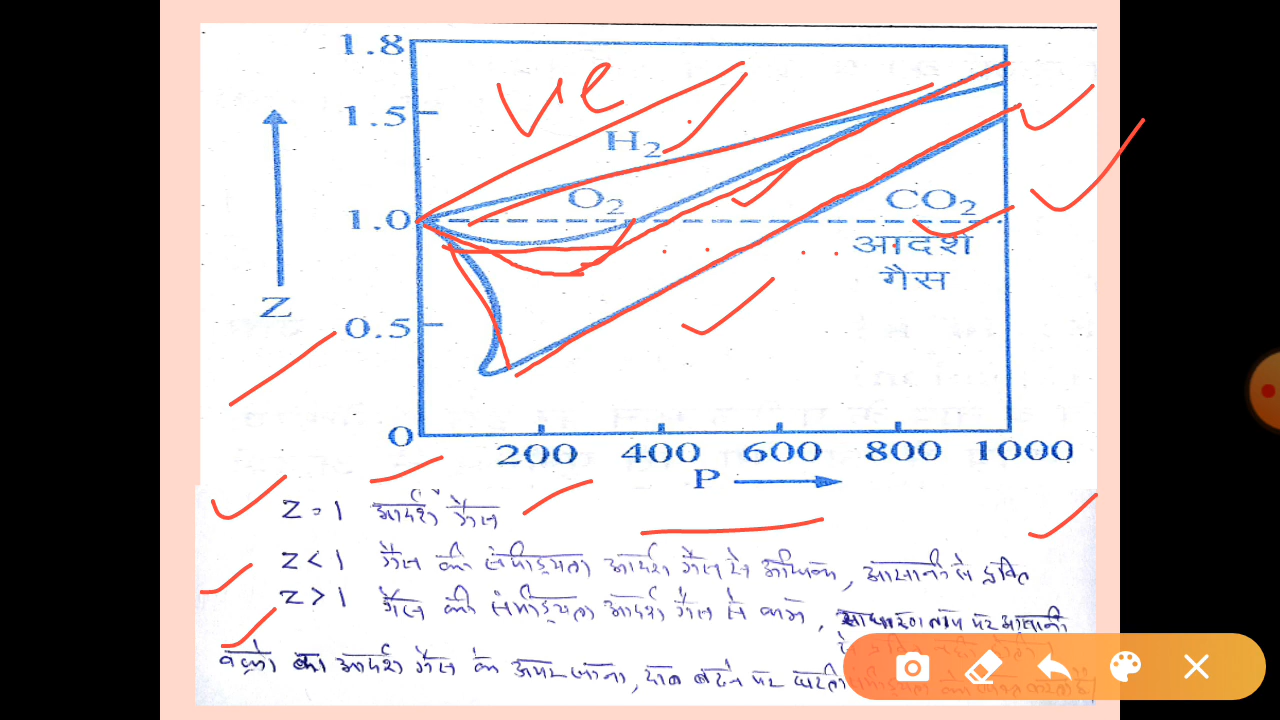 1.8
1.5
H₂
O₂
1.0
CO₂
आदर्श
गैस
Z
0.5
0
200 400 600 800 1000
P
Z = 1 आदर्श गैस
Z < 1 गैस की संपीड्यता आदर्श गैस से अधिक, आसानी से द्रवित
Z > 1 गैस की संपीड्यता आदर्श गैस से कम, साधारण ताप पर आसानी
वक्रो का आदर्श गैस के ऊपर जाना, दाब बढ़ने पर घटती